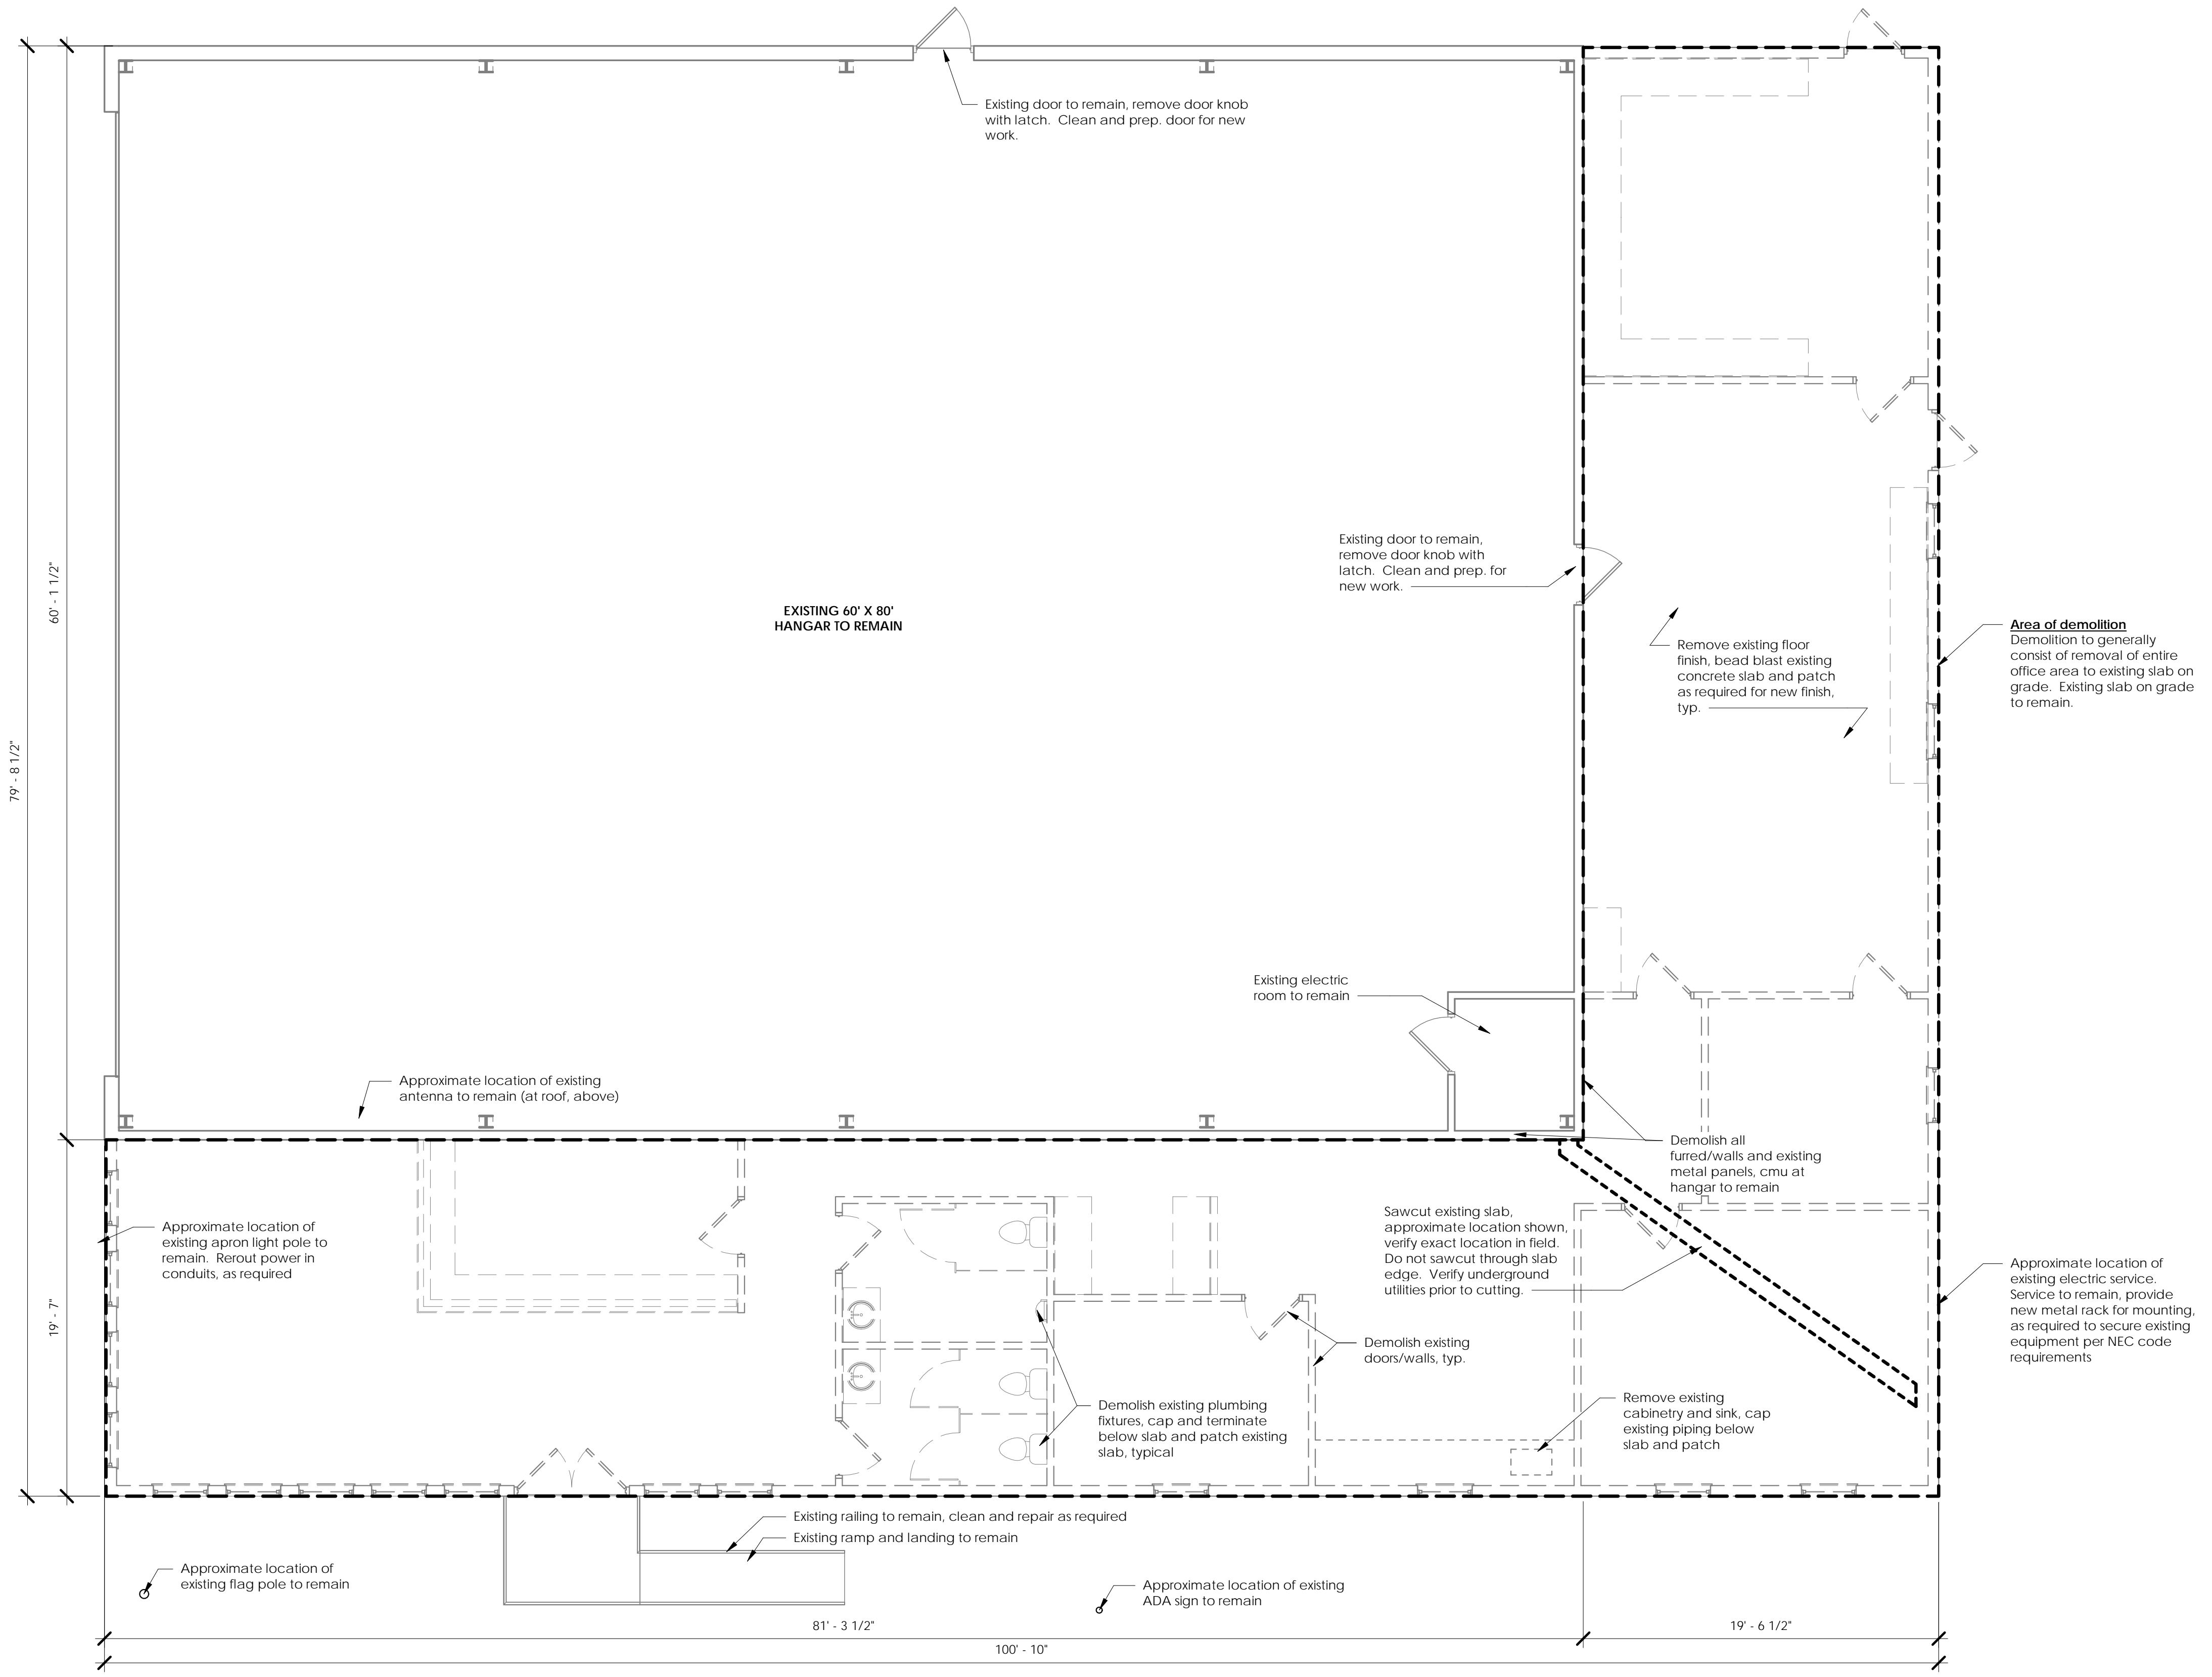 Existing door to remain, remove door knob
with latch.  Clean and prep. door for new
work.
60' - 1 1/2"
79' - 8 1/2"
EXISTING 60' X 80'
HANGAR TO REMAIN
Existing door to remain,
remove door knob with
latch.  Clean and prep. for
new work.
Remove existing floor
finish, bead blast existing
concrete slab and patch
as required for new finish,
typ.
Area of demolition
Demolition to generally
consist of removal of entire
office area to existing slab on
grade.  Existing slab on grade
to remain.
Existing electric
room to remain
Approximate location of existing
antenna to remain (at roof, above)
Demolish all
furred/walls and existing
metal panels, cmu at
hangar to remain
Approximate location of
existing apron light pole to
remain.  Rerout power in
conduits, as required
Sawcut existing slab,
approximate location shown,
verify exact location in field.
Do not sawcut through slab
edge.  Verify underground
utilities prior to cutting.
Approximate location of
existing electric service.
Service to remain, provide
new metal rack for mounting,
as required to secure existing
equipment per NEC code
requirements
19' - 7"
Demolish existing
doors/walls, typ.
Demolish existing plumbing
fixtures, cap and terminate
below slab and patch existing
slab, typical
Remove existing
cabinetry and sink, cap
existing piping below
slab and patch
Existing railing to remain, clean and repair as required
Existing ramp and landing to remain
Approximate location of
existing flag pole to remain
Approximate location of existing
ADA sign to remain
81' - 3 1/2"
19' - 6 1/2"
100' - 10"